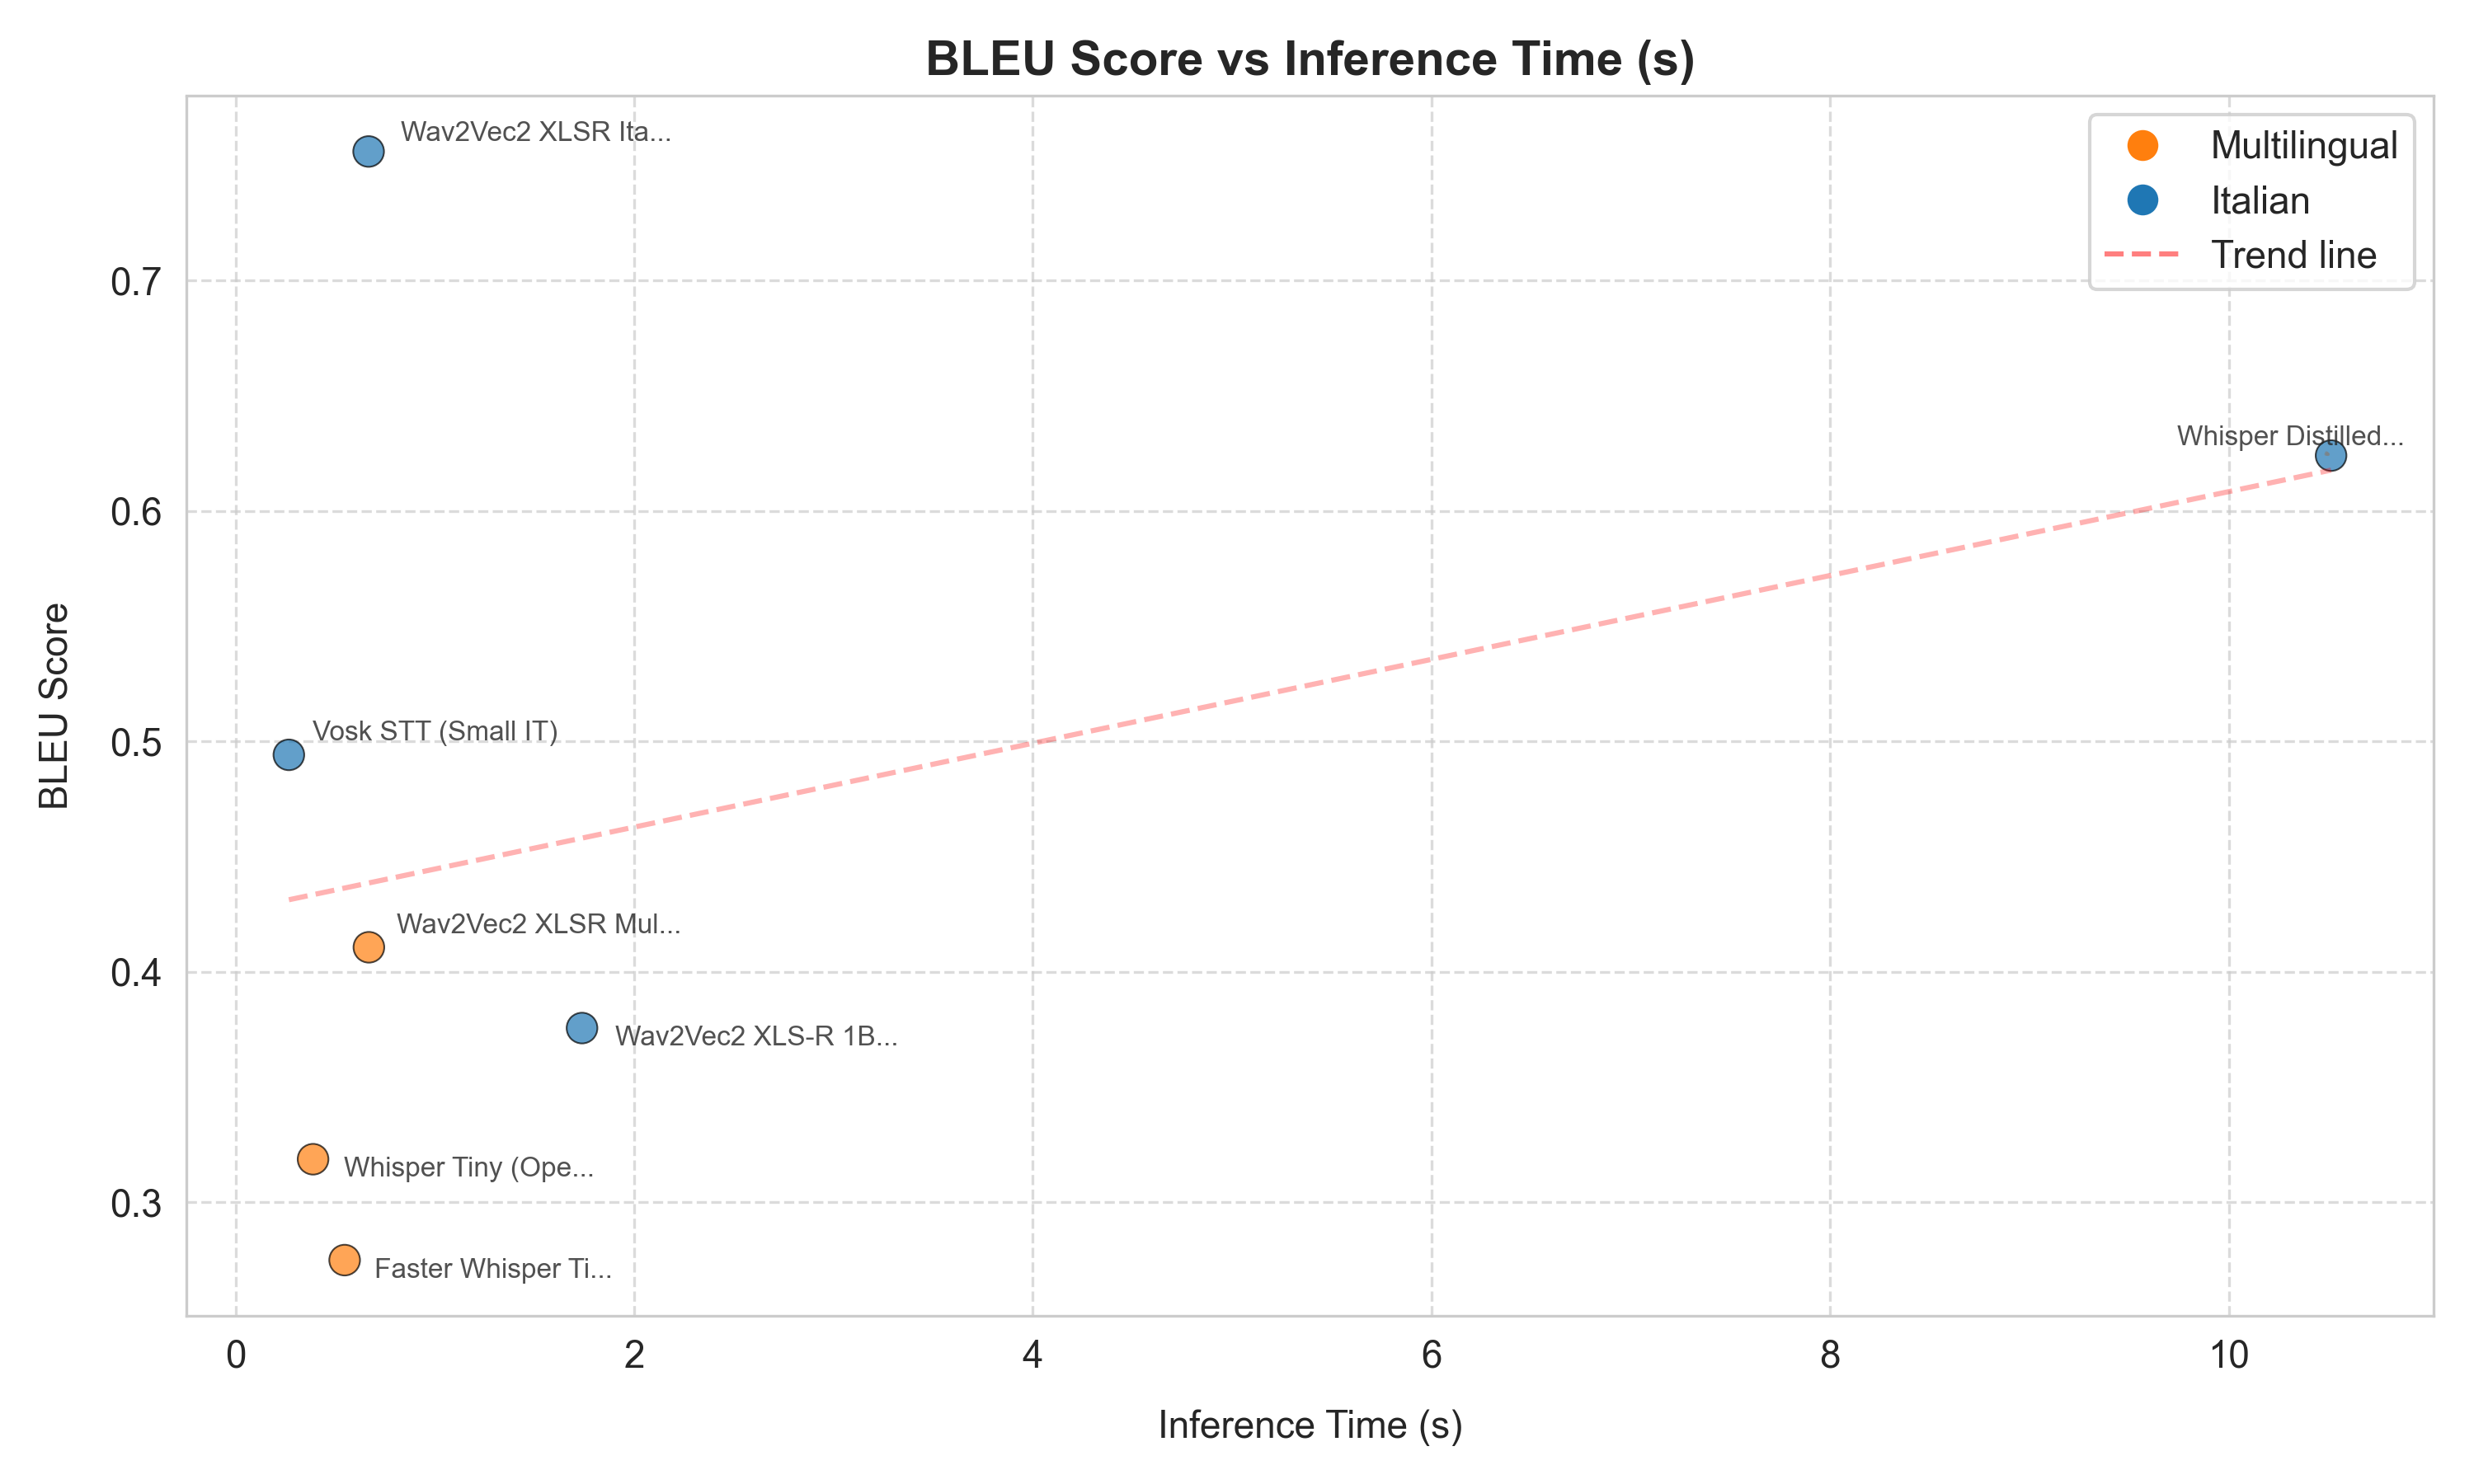 BLEU Score vs Inference Time (s)
Wav2Vec2 XLSR Ita...
Multilingual
Italian
Trend line
0.7
Whisper Distilled...
0.6
BLEU Score
Vosk STT (Small IT)
0.5
Wav2Vec2 XLSR Mul...
0.4
Wav2Vec2 XLS-R 1B...
Whisper Tiny (Ope...
0.3
Faster Whisper Ti...
0 2 4 6 8 10
Inference Time (s)